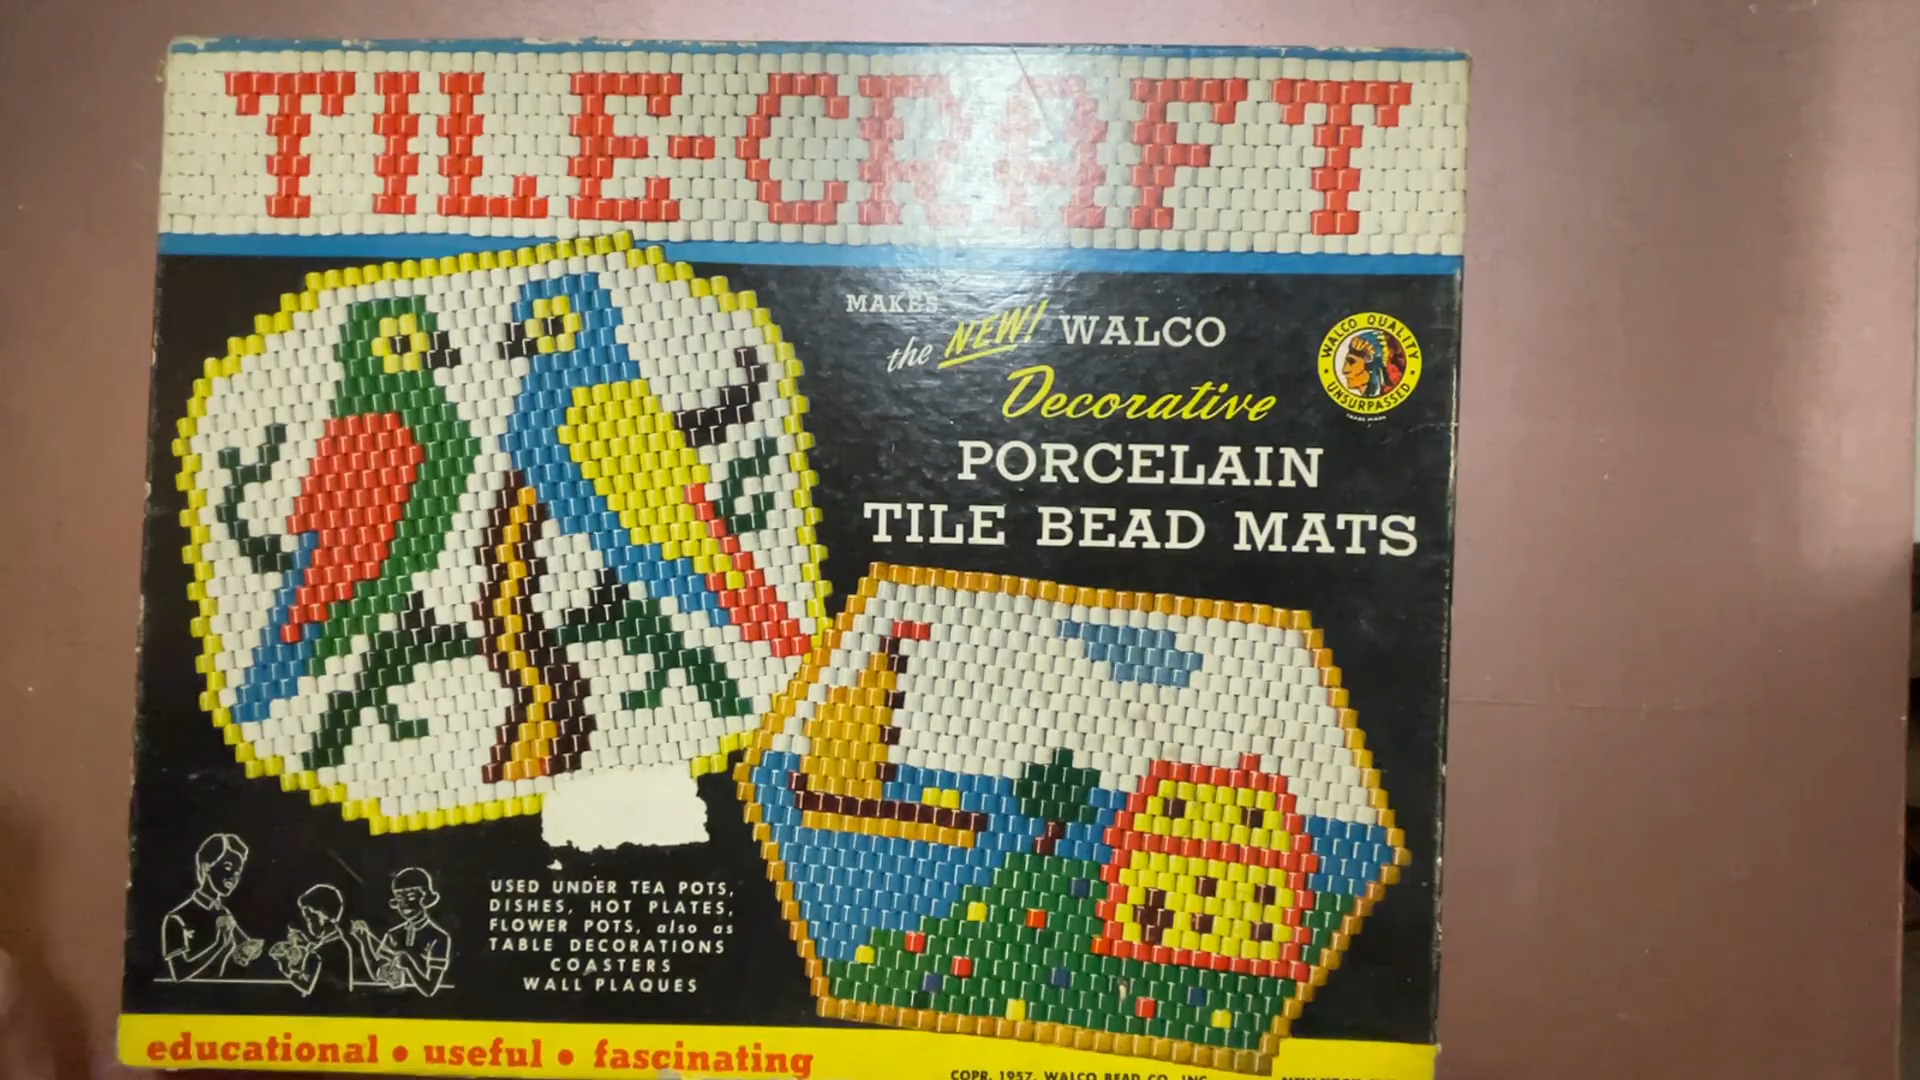 TILE-CRAFT
MAKES
the NEW! WALCO
Decorative
PORCELAIN
TILE BEAD MATS
WALCO QUALITY
UNSURPASSED
TRADE MARK
USED UNDER TEA POTS,
DISHES, HOT PLATES,
FLOWER POTS, also as
TABLE DECORATIONS
COASTERS
WALL PLAQUES
educational • useful • fascinating
COPR. 1957, WALCO BEAD CO., INC.